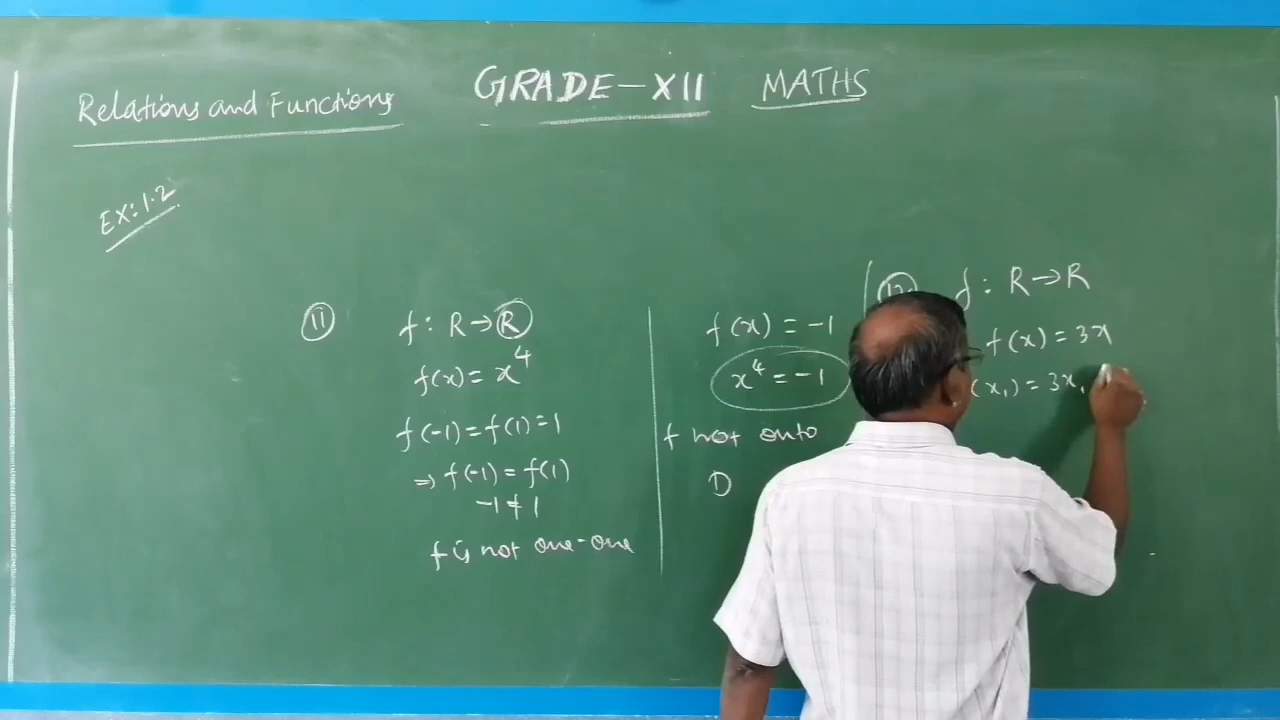 GRADE-XII MATHS
Relations and Functions
EX: 1.2
11
f : R → R
f(x) = x⁴
f(-1) = f(1) = 1
⇒ f(-1) = f(1)
-1 ≠ 1
f is not one-one
f(x) = -1
x⁴ = -1
f not onto
D
f : R → R
f(x) = 3x
(x₁) = 3x₁